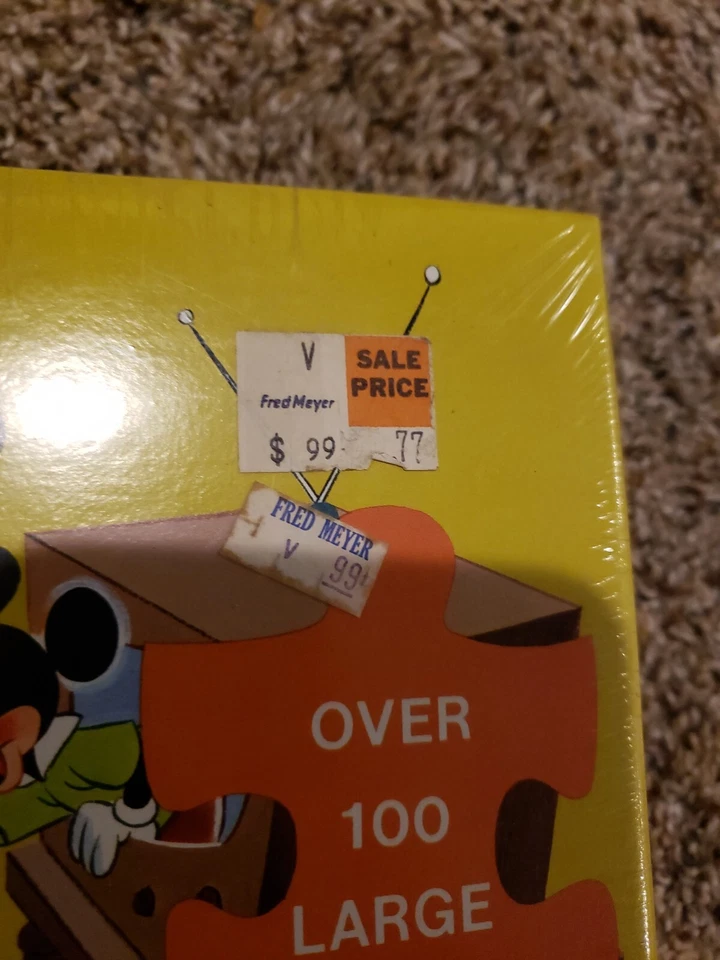 V
SALE
PRICE
Fred Meyer
$ 99
77
FRED MEYER
V 99¢
OVER
100
LARGE